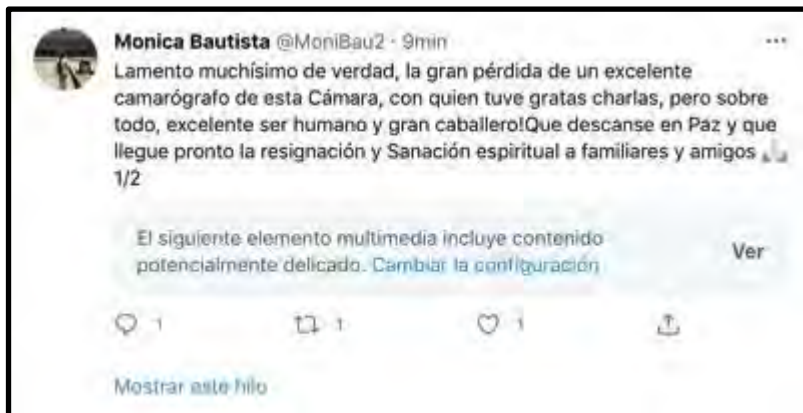 Monica Bautista @MoniBau2 · 9min
Lamento muchísimo de verdad, la gran pérdida de un excelente
camarógrafo de esta Cámara, con quien tuve gratas charlas, pero sobre
todo, excelente ser humano y gran caballero!Que descanse en Paz y que
llegue pronto la resignación y Sanación espiritual a familiares y amigos
1/2
El siguiente elemento multimedia incluye contenido
potencialmente delicado. Cambiar la configuración
Ver
1 1 1
Mostrar este hilo